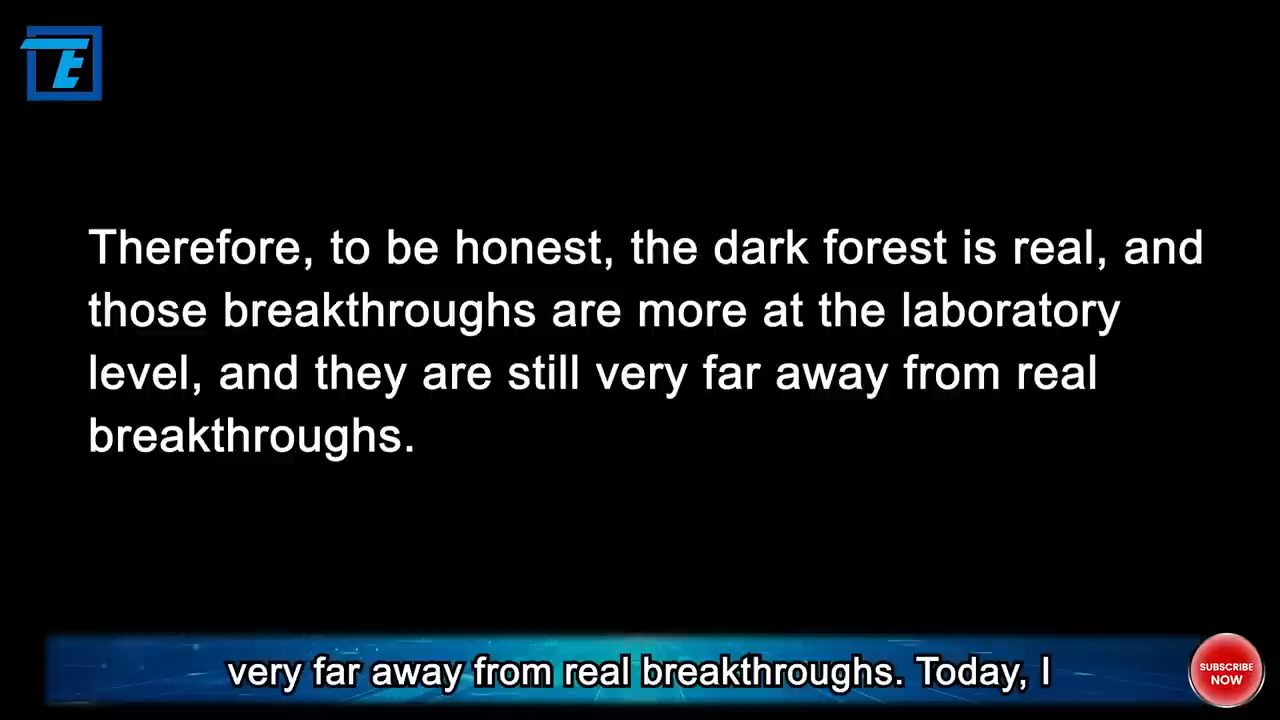 TE
Therefore, to be honest, the dark forest is real, and
those breakthroughs are more at the laboratory
level, and they are still very far away from real
breakthroughs.
very far away from real breakthroughs. Today, I
SUBSCRIBE
NOW